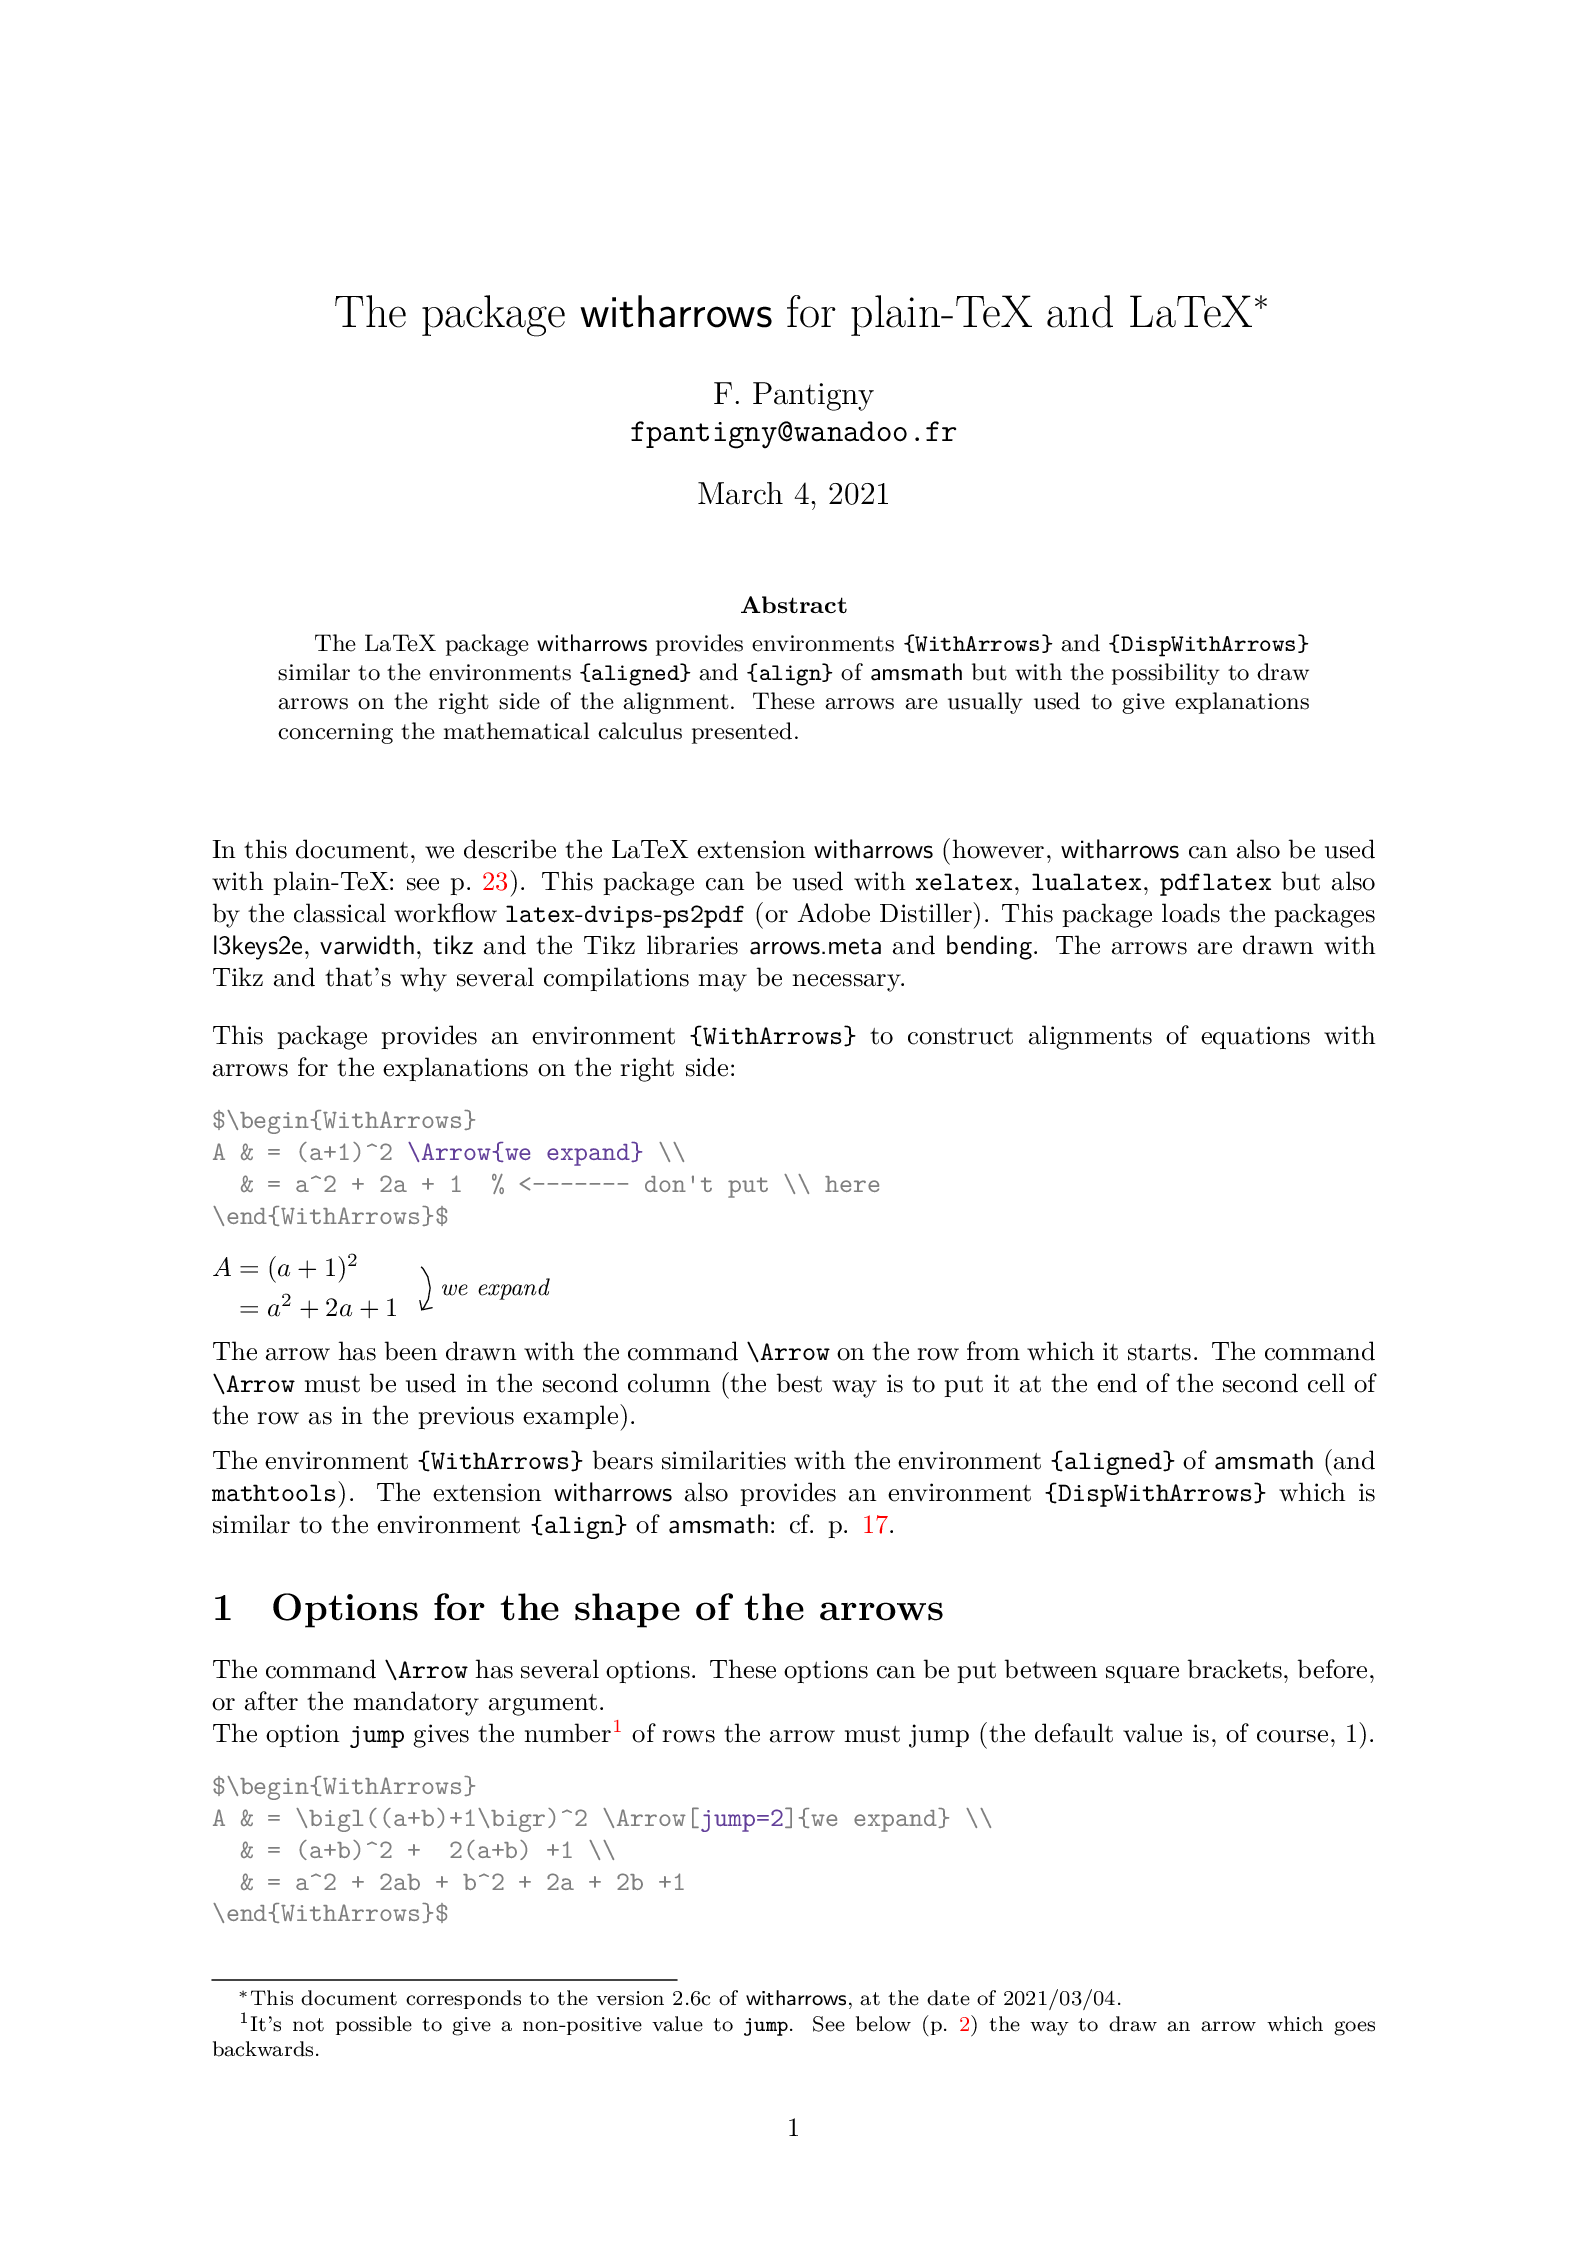 The package witharrows for plain-TeX and LaTeX*
F. Pantigny
fpantigny@wanadoo.fr
March 4, 2021
Abstract
The LaTeX package witharrows provides environments {WithArrows} and {DispWithArrows}
similar to the environments {aligned} and {align} of amsmath but with the possibility to draw
arrows on the right side of the alignment. These arrows are usually used to give explanations
concerning the mathematical calculus presented.
In this document, we describe the LaTeX extension witharrows (however, witharrows can also be used
with plain-TeX: see p. 23). This package can be used with xelatex, lualatex, pdflatex but also
by the classical workflow latex-dvips-ps2pdf (or Adobe Distiller). This package loads the packages
l3keys2e, varwidth, tikz and the Tikz libraries arrows.meta and bending. The arrows are drawn with
Tikz and that's why several compilations may be necessary.
This package provides an environment {WithArrows} to construct alignments of equations with
arrows for the explanations on the right side:
$\begin{WithArrows}
A & = (a+1)^2 \Arrow{we expand} \\
  & = a^2 + 2a + 1  % <------- don't put \\ here
\end{WithArrows}$
A = (a + 1)²
we expand
= a² + 2a + 1
The arrow has been drawn with the command \Arrow on the row from which it starts. The command
\Arrow must be used in the second column (the best way is to put it at the end of the second cell of
the row as in the previous example).
The environment {WithArrows} bears similarities with the environment {aligned} of amsmath (and
mathtools). The extension witharrows also provides an environment {DispWithArrows} which is
similar to the environment {align} of amsmath: cf. p. 17.
1 Options for the shape of the arrows
The command \Arrow has several options. These options can be put between square brackets, before,
or after the mandatory argument.
The option jump gives the number¹ of rows the arrow must jump (the default value is, of course, 1).
$\begin{WithArrows}
A & = \bigl((a+b)+1\bigr)^2 \Arrow[jump=2]{we expand} \\
  & = (a+b)^2 +  2(a+b) +1 \\
  & = a^2 + 2ab + b^2 + 2a + 2b +1
\end{WithArrows}$
*This document corresponds to the version 2.6c of witharrows, at the date of 2021/03/04.
¹It's not possible to give a non-positive value to jump. See below (p. 2) the way to draw an arrow which goes
backwards.
1